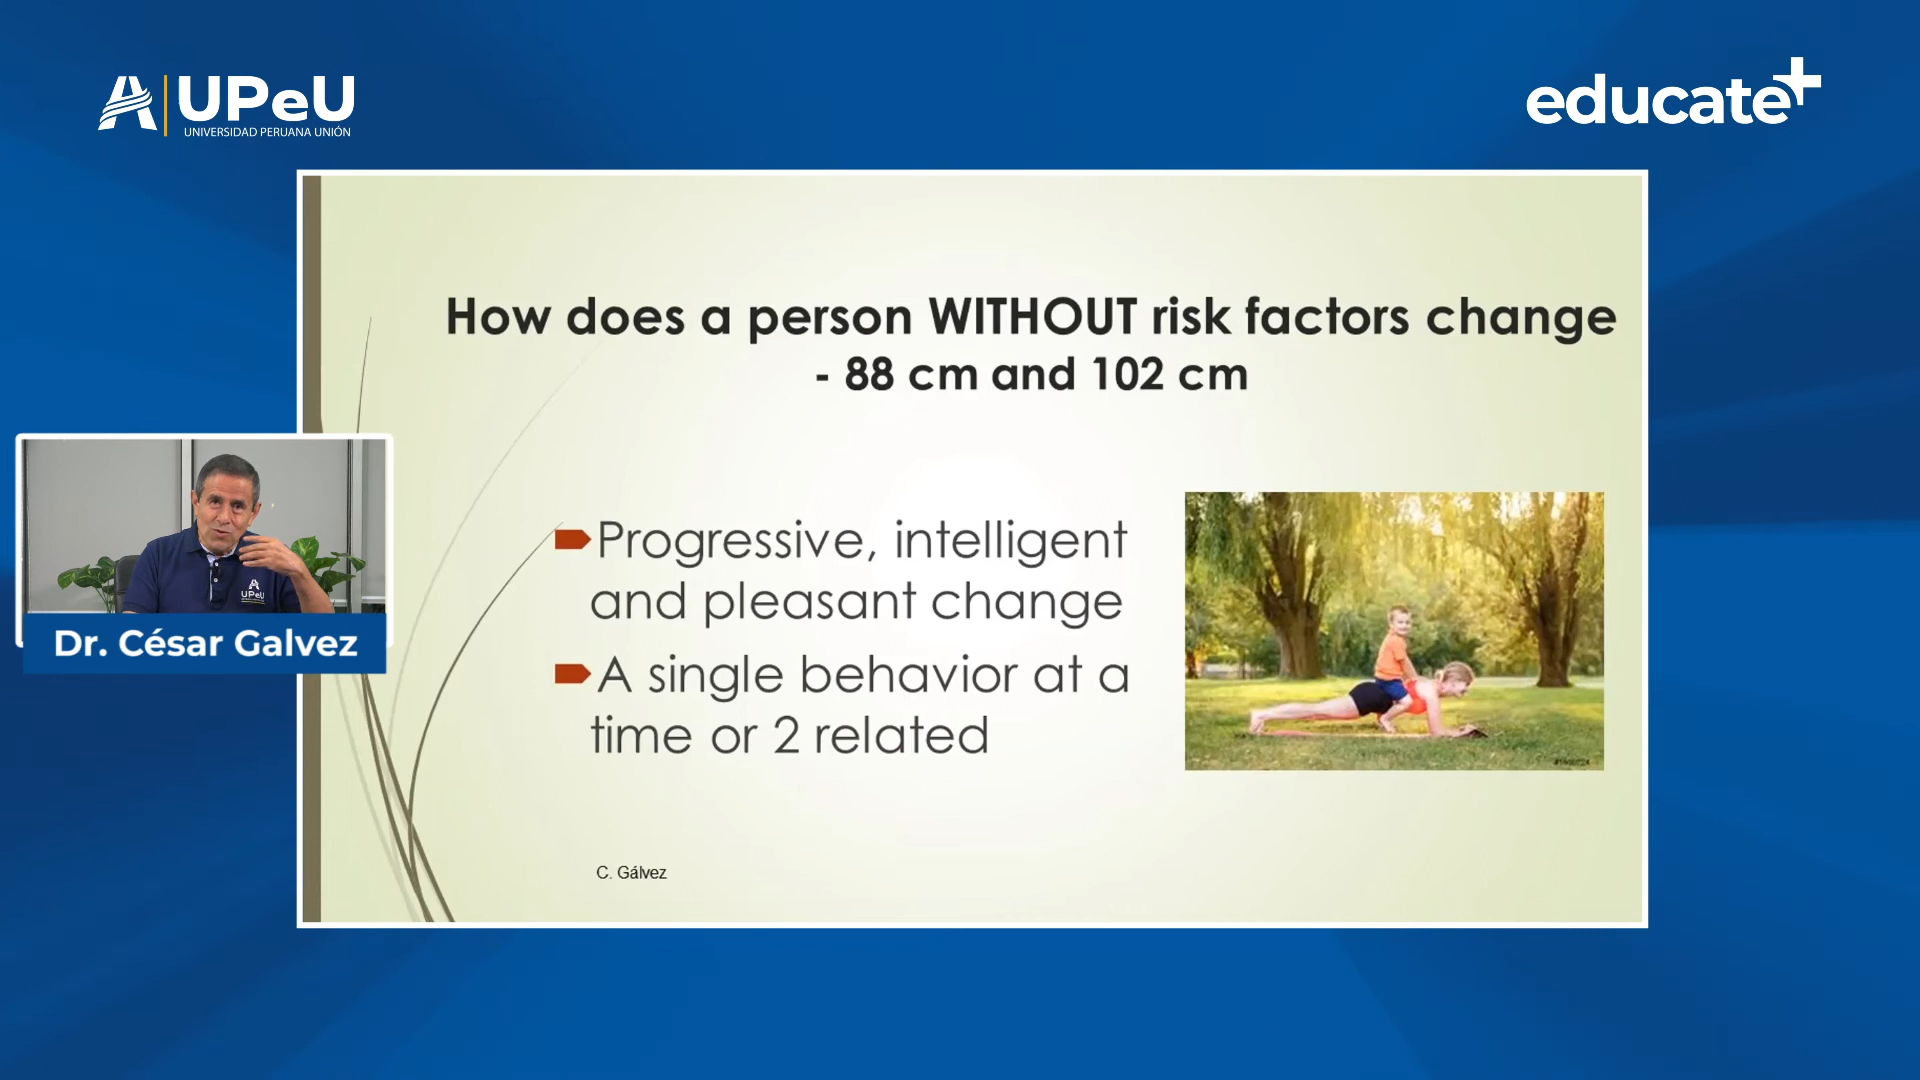 UPeU
UNIVERSIDAD PERUANA UNIÓN
educate+
How does a person WITHOUT risk factors change
- 88 cm and 102 cm
Progressive, intelligent
and pleasant change
A single behavior at a
time or 2 related
UPeU
Dr. César Galvez
C. Gálvez